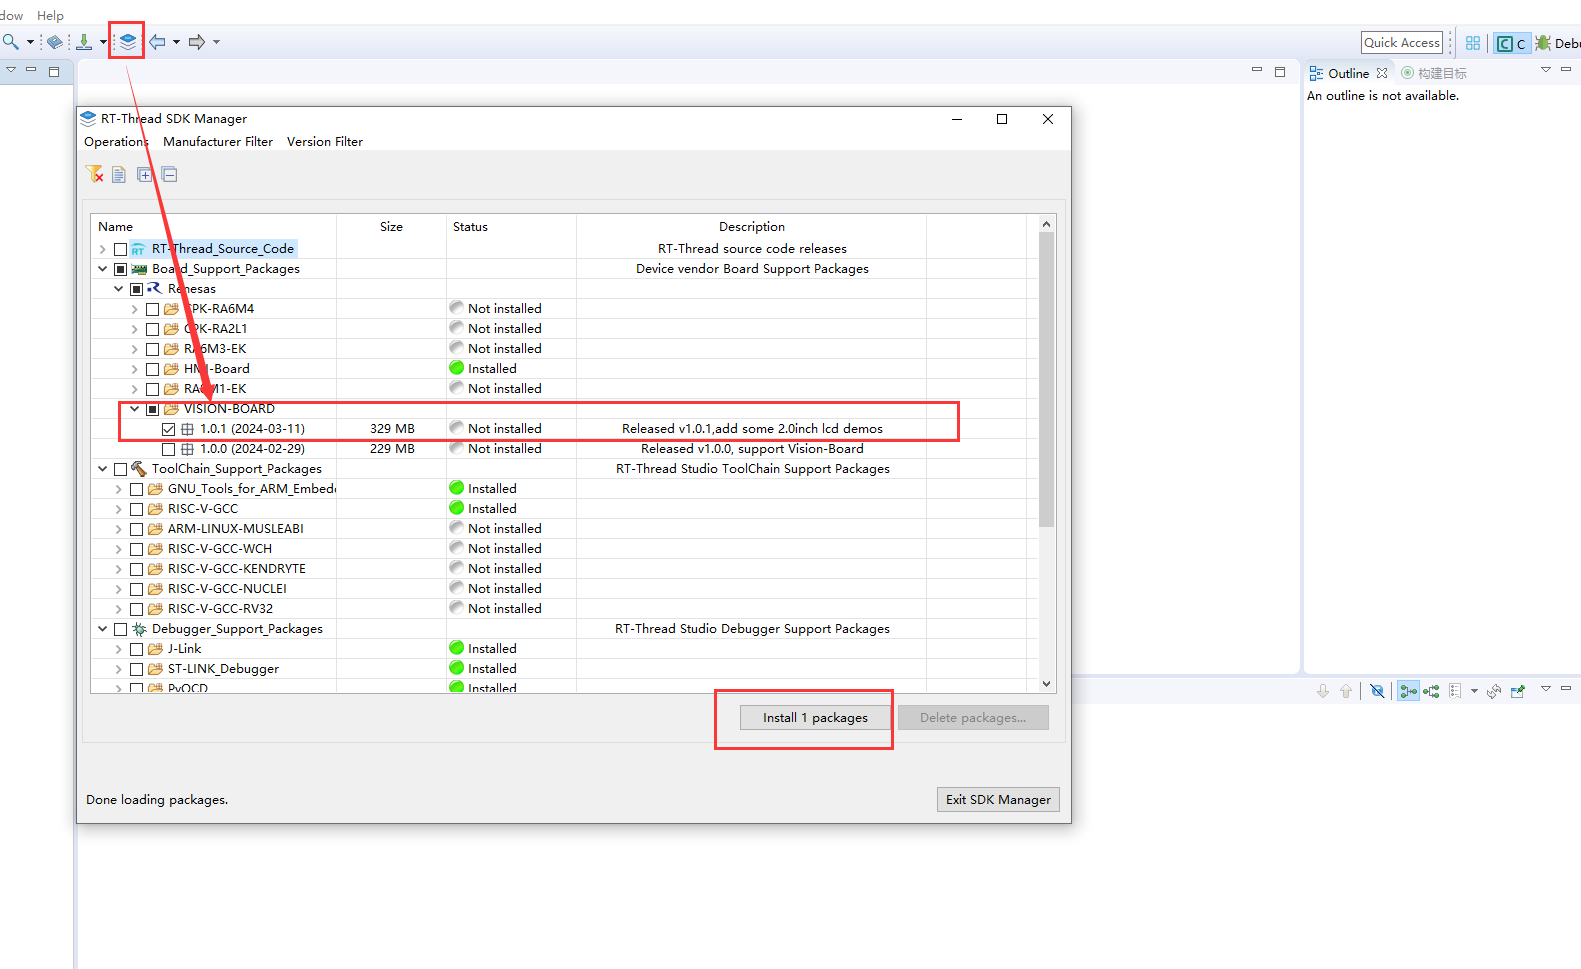 dow Help
Quick Access
C
Debu
Outline
构建目标
An outline is not available.
RT-Thread SDK Manager
Operations Manufacturer Filter Version Filter
Name Size Status Description
RT-Thread_Source_Code RT-Thread source code releases
Board_Support_Packages Device vendor Board Support Packages
Renesas
CPK-RA6M4 Not installed
CPK-RA2L1 Not installed
RA6M3-EK Not installed
HMI-Board Installed
RA6M1-EK Not installed
VISION-BOARD
1.0.1 (2024-03-11) 329 MB Not installed Released v1.0.1,add some 2.0inch lcd demos
1.0.0 (2024-02-29) 229 MB Not installed Released v1.0.0, support Vision-Board
ToolChain_Support_Packages RT-Thread Studio ToolChain Support Packages
GNU_Tools_for_ARM_Embed Installed
RISC-V-GCC Installed
ARM-LINUX-MUSLEABI Not installed
RISC-V-GCC-WCH Not installed
RISC-V-GCC-KENDRYTE Not installed
RISC-V-GCC-NUCLEI Not installed
RISC-V-GCC-RV32 Not installed
Debugger_Support_Packages RT-Thread Studio Debugger Support Packages
J-Link Installed
ST-LINK_Debugger Installed
PyOCD Installed
Install 1 packages Delete packages...
Done loading packages. Exit SDK Manager